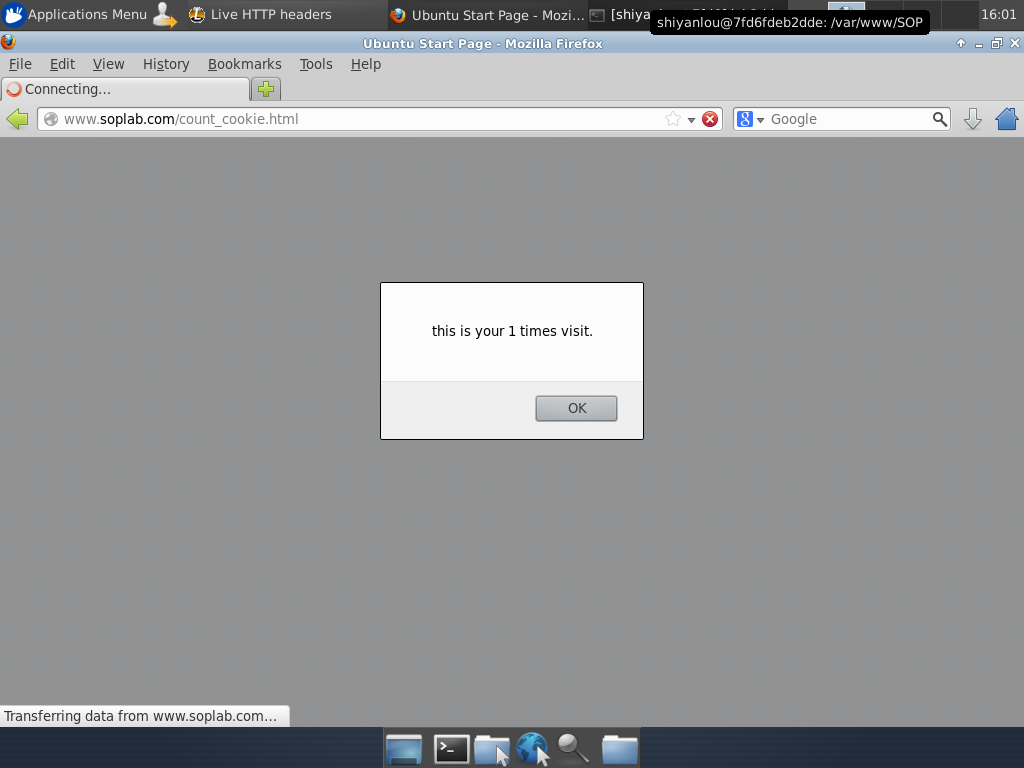 Applications Menu
Live HTTP headers
Ubuntu Start Page - Mozi...
[shiya
shiyanlou@7fd6fdeb2dde: /var/www/SOP
16:01
Ubuntu Start Page - Mozilla Firefox
File Edit View History Bookmarks Tools Help
Connecting...
www.soplab.com/count_cookie.html
8 Google
this is your 1 times visit.
OK
Transferring data from www.soplab.com...
>_